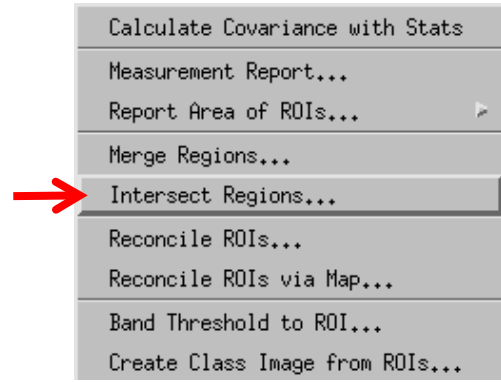 Calculate Covariance with Stats
Measurement Report...
Report Area of ROIs...
Merge Regions...
Intersect Regions...
Reconcile ROIs...
Reconcile ROIs via Map...
Band Threshold to ROI...
Create Class Image from ROIs...